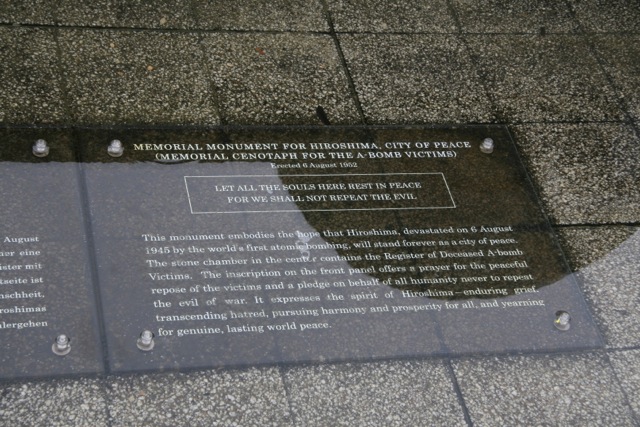 MEMORIAL MONUMENT FOR HIROSHIMA, CITY OF PEACE
(MEMORIAL CENOTAPH FOR THE A-BOMB VICTIMS)
Erected 6 August 1952
LET ALL THE SOULS HERE REST IN PEACE
FOR WE SHALL NOT REPEAT THE EVIL
This monument embodies the hope that Hiroshima, devastated on 6 August
1945 by the world's first atomic bombing, will stand forever as a city of peace.
The stone chamber in the center contains the Register of Deceased A-bomb
Victims. The inscription on the front panel offers a prayer for the peaceful
repose of the victims and a pledge on behalf of all humanity never to repeat
the evil of war. It expresses the spirit of Hiroshima—enduring grief,
transcending hatred, pursuing harmony and prosperity for all, and yearning
for genuine, lasting world peace.
August
eine
mit
ist